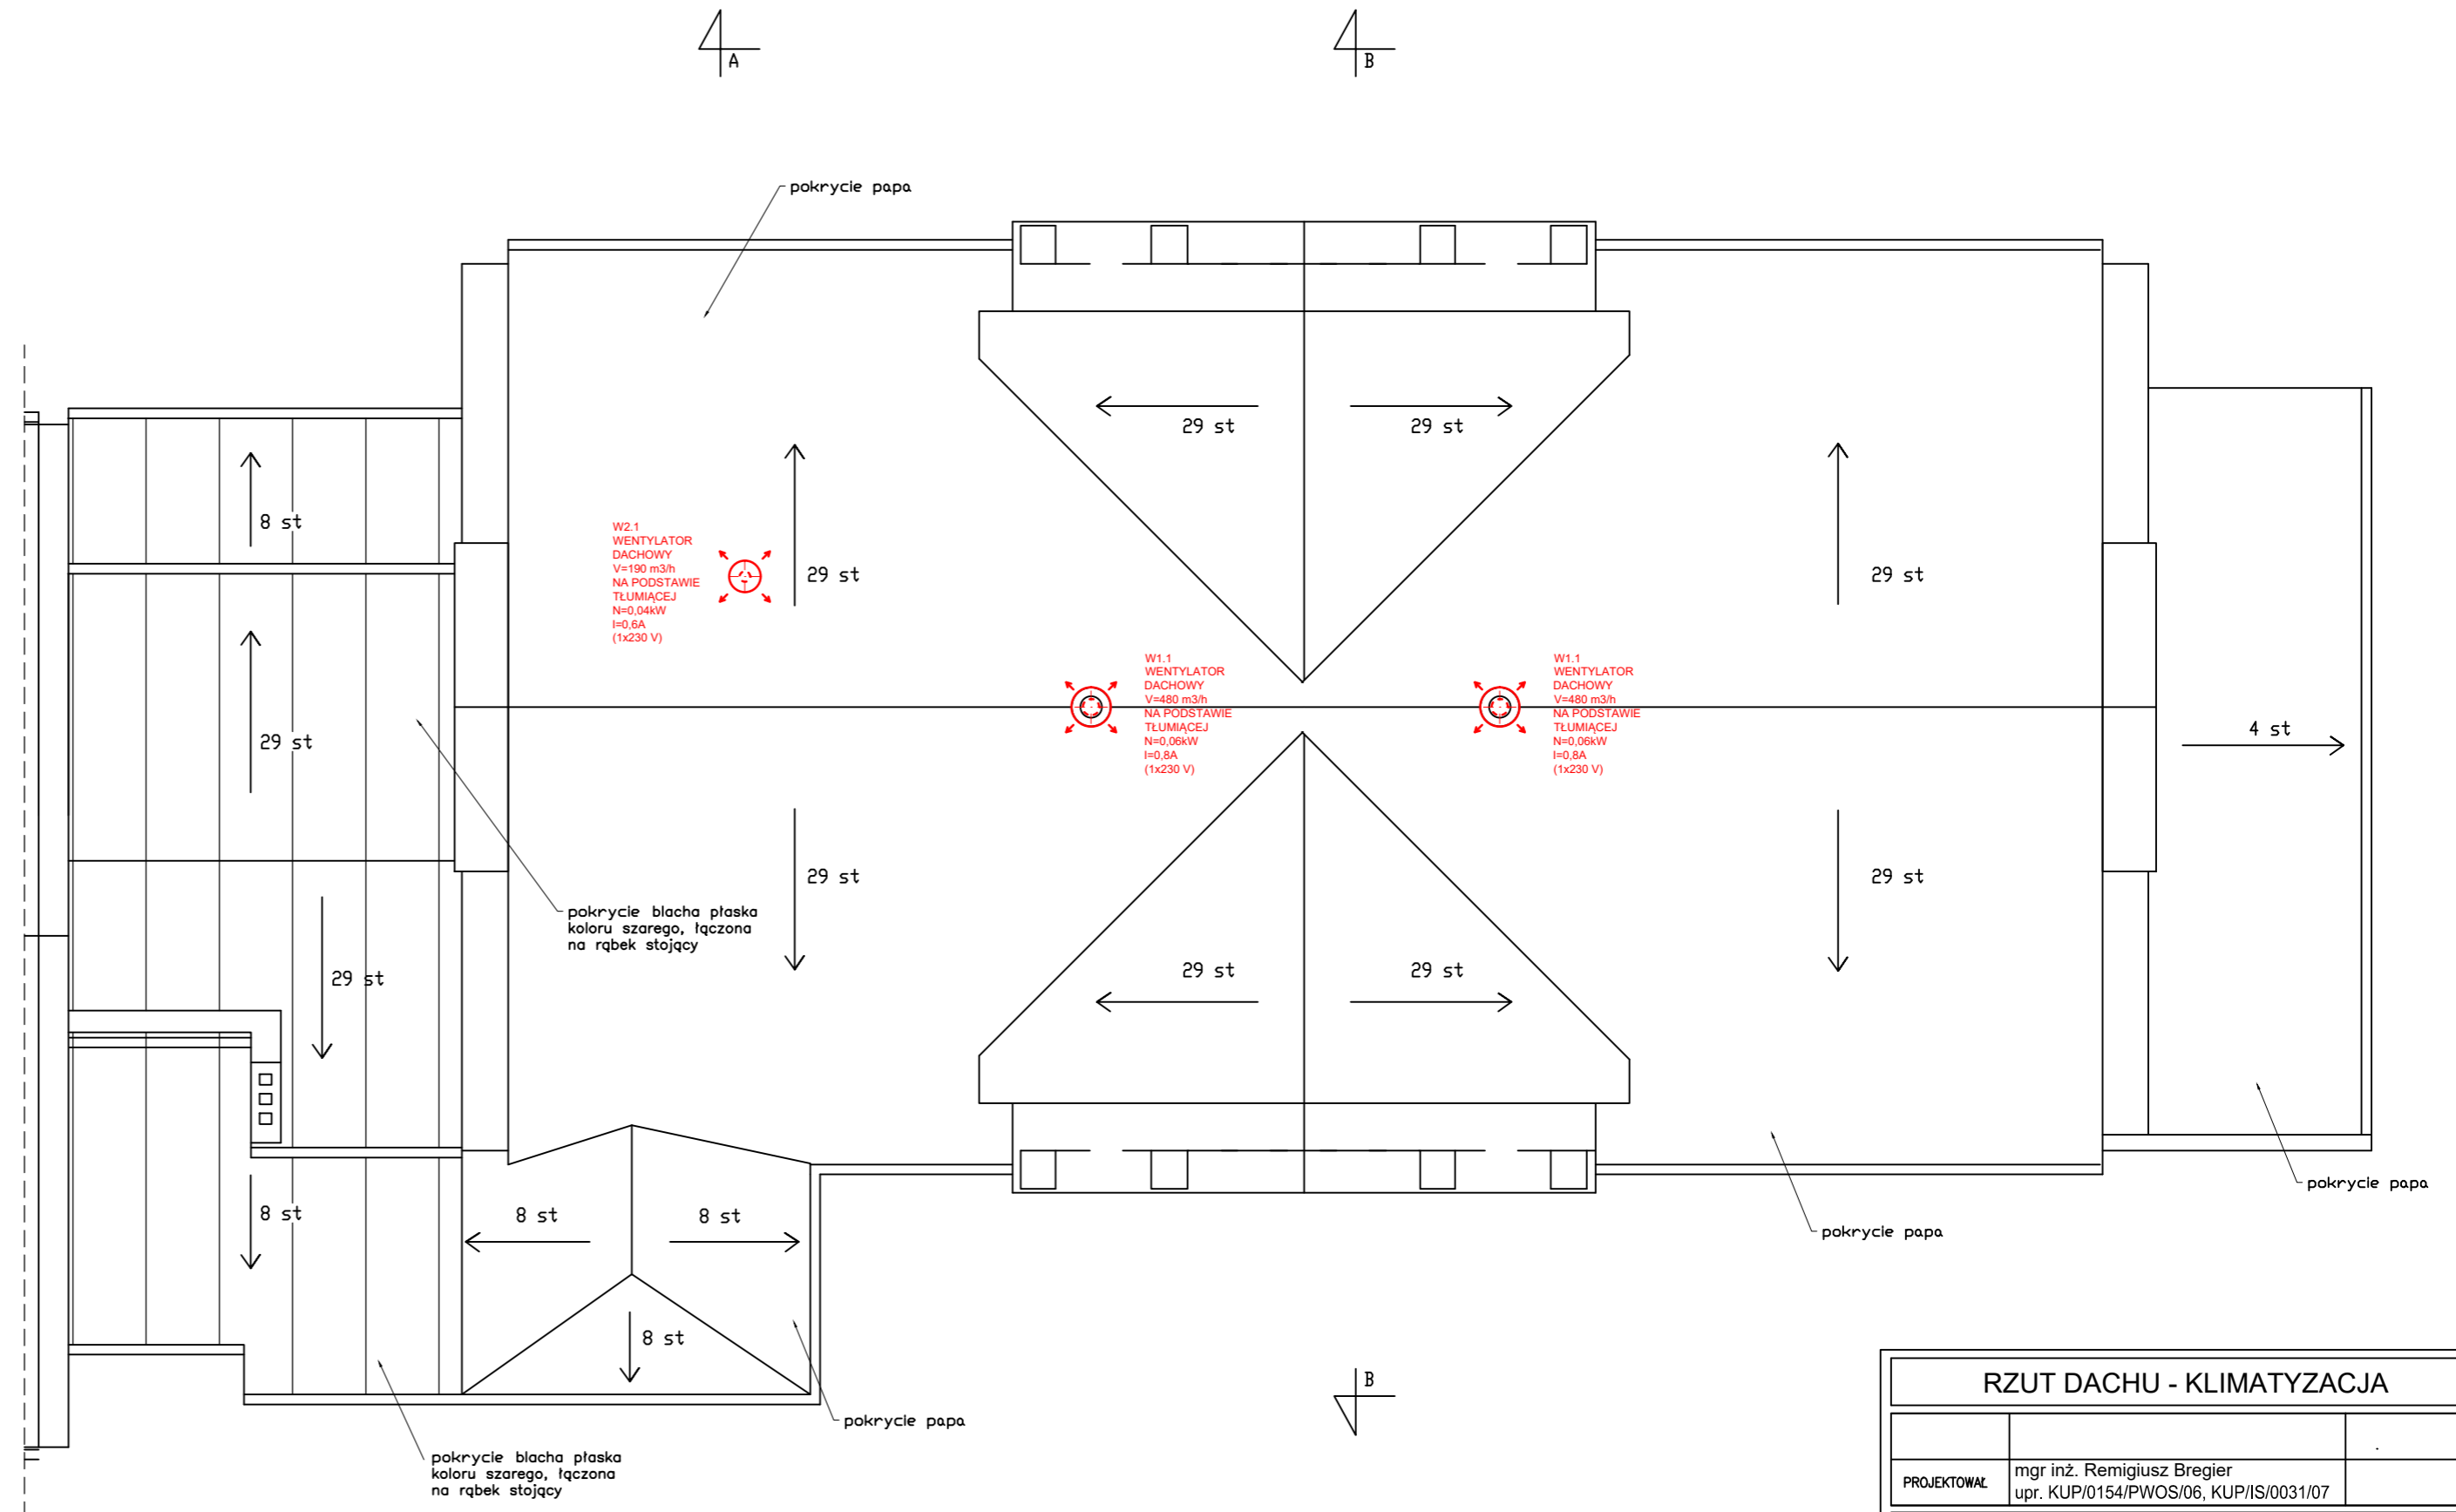 A
B
pokrycie papa
29 st
29 st
8 st
W2.1
WENTYLATOR
DACHOWY
V=190 m3/h
NA PODSTAWIE
TŁUMIĄCEJ
N=0,04kW
I=0,6A
(1x230 V)
29 st
29 st
W1.1
WENTYLATOR
DACHOWY
V=480 m3/h
NA PODSTAWIE
TŁUMIĄCEJ
N=0,06kW
I=0,8A
(1x230 V)
W1.1
WENTYLATOR
DACHOWY
V=480 m3/h
NA PODSTAWIE
TŁUMIĄCEJ
N=0,06kW
I=0,8A
(1x230 V)
29 st
4 st
29 st
29 st
pokrycie blacha płaska
koloru szarego, łączona
na rąbek stojący
29 st
29 st
29 st
8 st
8 st
8 st
pokrycie papa
pokrycie papa
8 st
B
pokrycie papa
pokrycie blacha płaska
koloru szarego, łączona
na rąbek stojący
RZUT DACHU - KLIMATYZACJA
PROJEKTOWAŁ
mgr inż. Remigiusz Bregier
upr. KUP/0154/PWOS/06, KUP/IS/0031/07